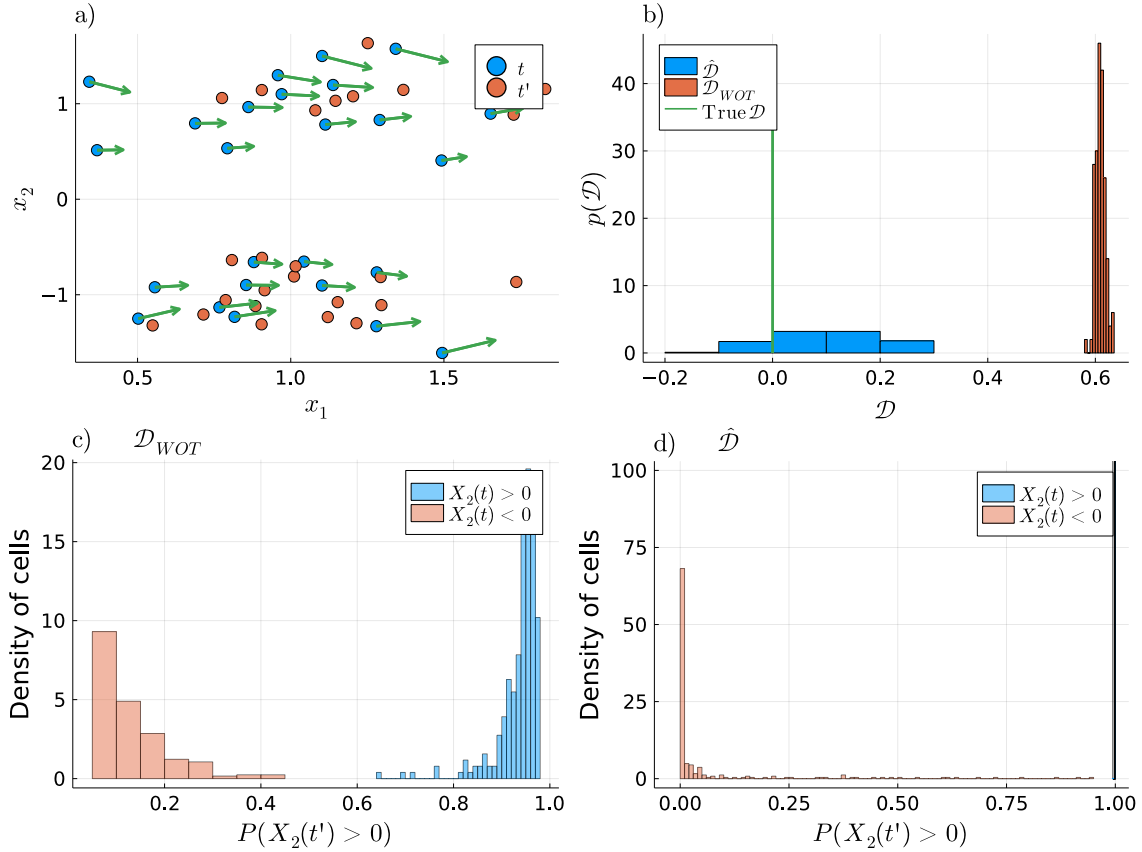 a)
1
0
−1
x₂
0.5 1.0 1.5
x₁
t
t'
b)
40
30
20
10
0
p(𝒟)
−0.2 0.0 0.2 0.4 0.6
𝒟
𝒟̂
𝒟_WOT
True 𝒟
c) 𝒟_WOT
20
15
10
5
0
Density of cells
0.2 0.4 0.6 0.8 1.0
P(X₂(t') > 0)
X₂(t) > 0
X₂(t) < 0
d) 𝒟̂
100
75
50
25
0
Density of cells
0.00 0.25 0.50 0.75 1.00
P(X₂(t') > 0)
X₂(t) > 0
X₂(t) < 0